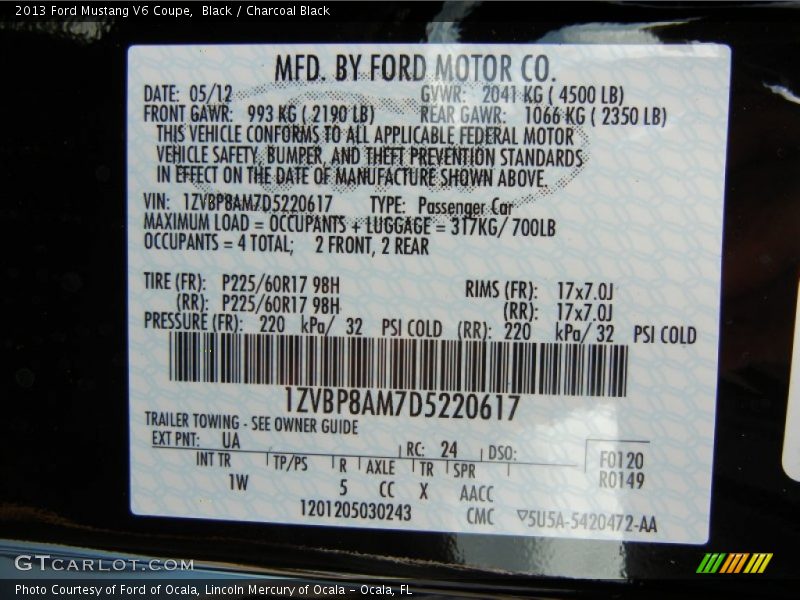 2013 Ford Mustang V6 Coupe,  Black / Charcoal Black
MFD. BY FORD MOTOR CO.
DATE: 05/12 GVWR: 2041 KG ( 4500 LB)
FRONT GAWR: 993 KG ( 2190 LB) REAR GAWR: 1066 KG ( 2350 LB)
THIS VEHICLE CONFORMS TO ALL APPLICABLE FEDERAL MOTOR
VEHICLE SAFETY, BUMPER, AND THEFT PREVENTION STANDARDS
IN EFFECT ON THE DATE OF MANUFACTURE SHOWN ABOVE.
VIN: 1ZVBP8AM7D5220617 TYPE: Passenger Car
MAXIMUM LOAD = OCCUPANTS + LUGGAGE = 317KG/ 700LB
OCCUPANTS = 4 TOTAL; 2 FRONT, 2 REAR
TIRE (FR): P225/60R17 98H RIMS (FR): 17x7.0J
(RR): P225/60R17 98H (RR): 17x7.0J
PRESSURE (FR): 220 kPa/ 32 PSI COLD (RR): 220 kPa/ 32 PSI COLD
1ZVBP8AM7D5220617
TRAILER TOWING - SEE OWNER GUIDE
EXT PNT: UA RC: 24 DSO: F0120
INT TR TP/PS R AXLE TR SPR R0149
1W 5 CC X AACC
1201205030243 CMC ▽5U5A-5420472-AA
GTCARLOT.COM
Photo Courtesy of Ford of Ocala, Lincoln Mercury of Ocala – Ocala, FL